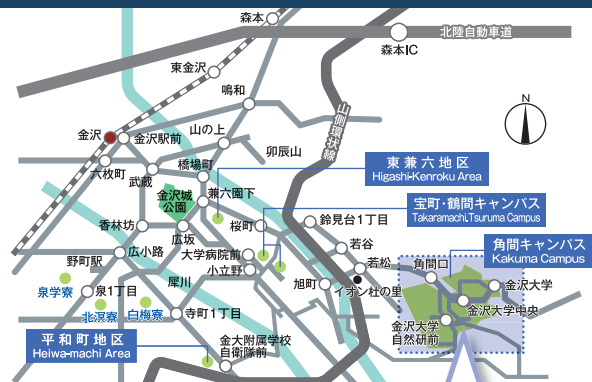 森本
北陸自動車道
森本IC
東金沢
鳴和
山側環状線
N
金沢
金沢駅前
山の上
卯辰山
六枚町
武蔵
橋場町
東兼六地区
Higashi-Kenroku Area
金沢城
公園
兼六園下
宝町・鶴間キャンパス
Takaramachi,Tsuruma Campus
香林坊
広坂
桜町
鈴見台1丁目
角間キャンパス
Kakuma Campus
野町駅
広小路
大学病院前
小立野
若谷
若松
角間口
泉学寮
泉1丁目
犀川
旭町
イオン杜の里
金沢大学
金沢大学中央
北溟寮
白梅寮
寺町1丁目
金沢大学
自然研前
平和町地区
Heiwa-machi Area
金大附属学校
自衛隊前